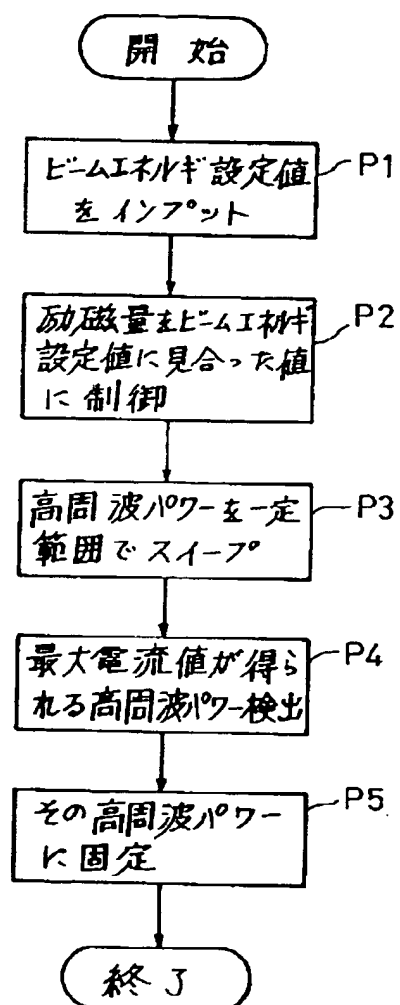 開始
ビームエネルギ設定値
をインプット
P1
励磁量をビームエネルギ
設定値に見合った値
に制御
P2
高周波パワーを一定
範囲でスイープ
P3
最大電流値が得ら
れる高周波パワー検出
P4
その高周波パワー
に固定
P5
終了